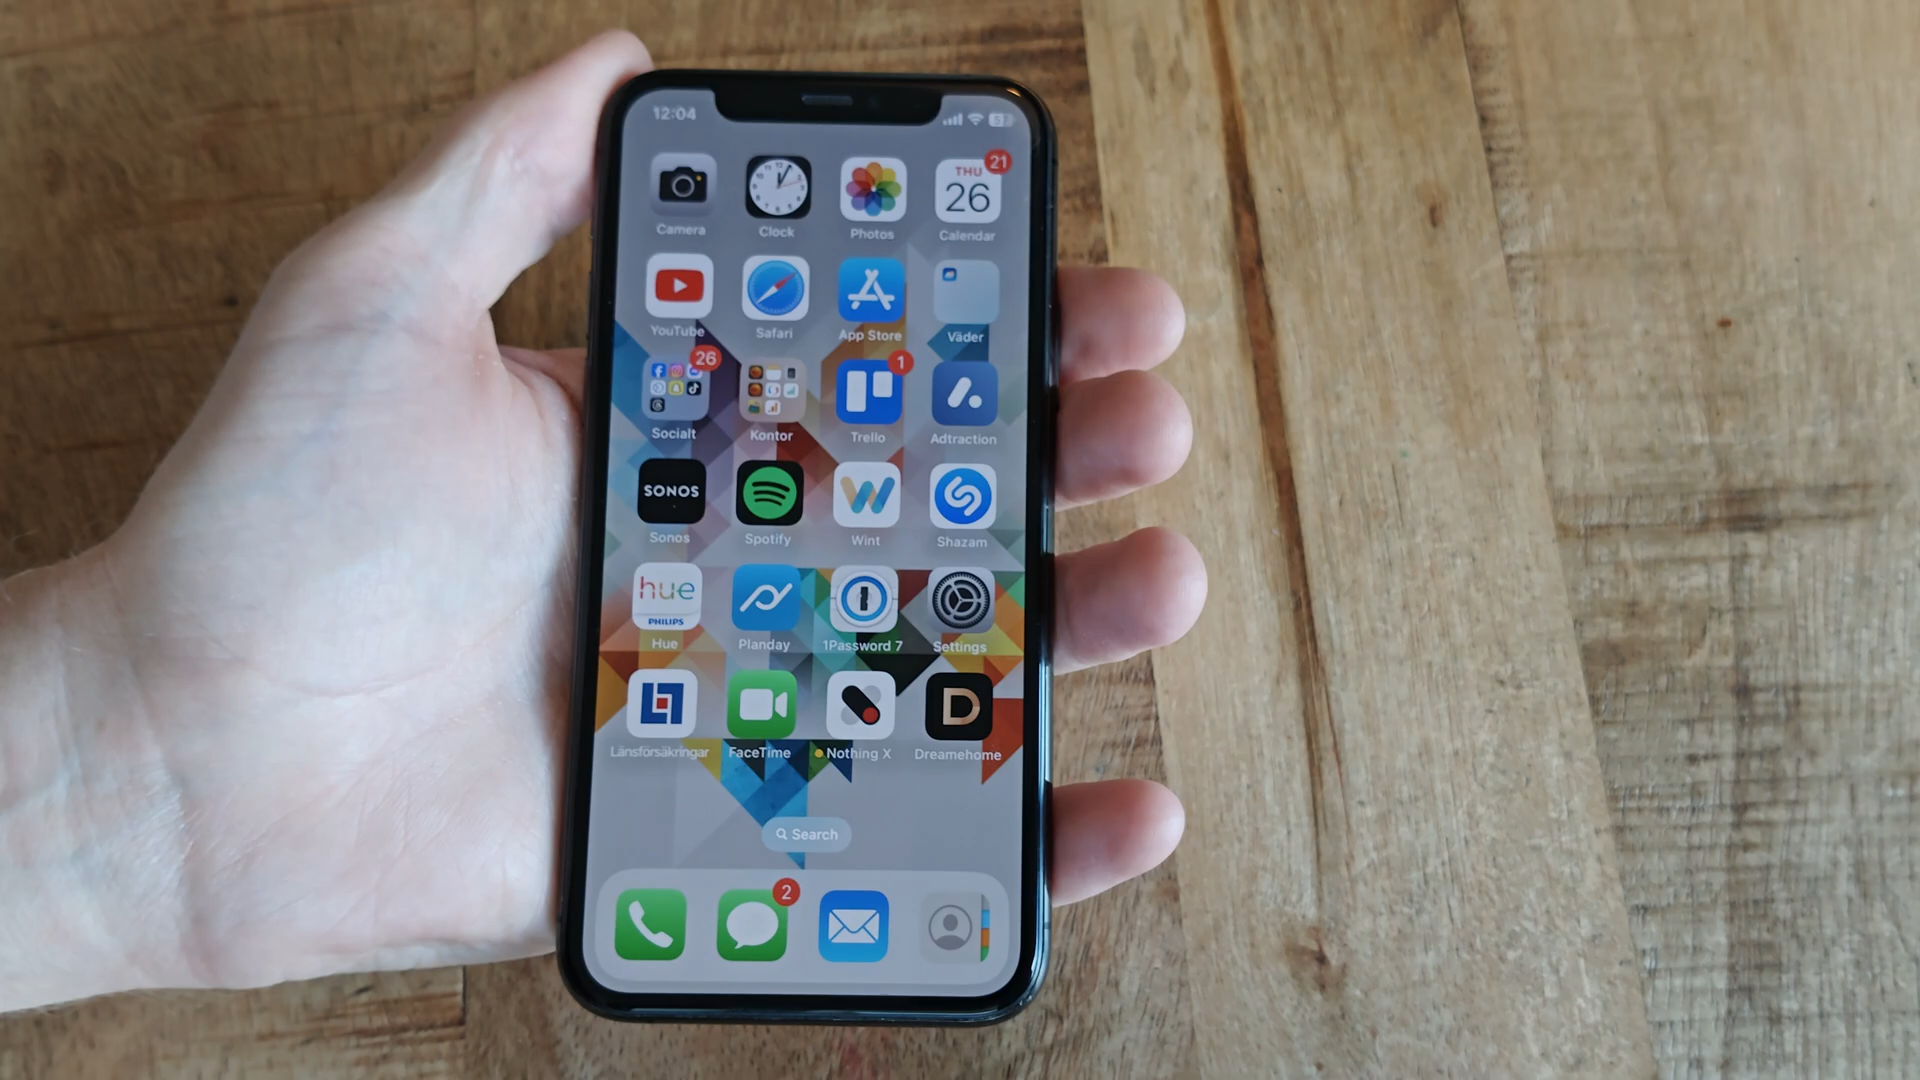 12:04 57
21
THU
26
Camera Clock Photos Calendar
YouTube Safari App Store Väder
26 1
Socialt Kontor Trello Adtraction
SONOS
Sonos Spotify Wint Shazam
hue
PHILIPS
Hue Planday 1Password 7 Settings
D
Länsförsäkringar FaceTime Nothing X Dreamehome
Search
2